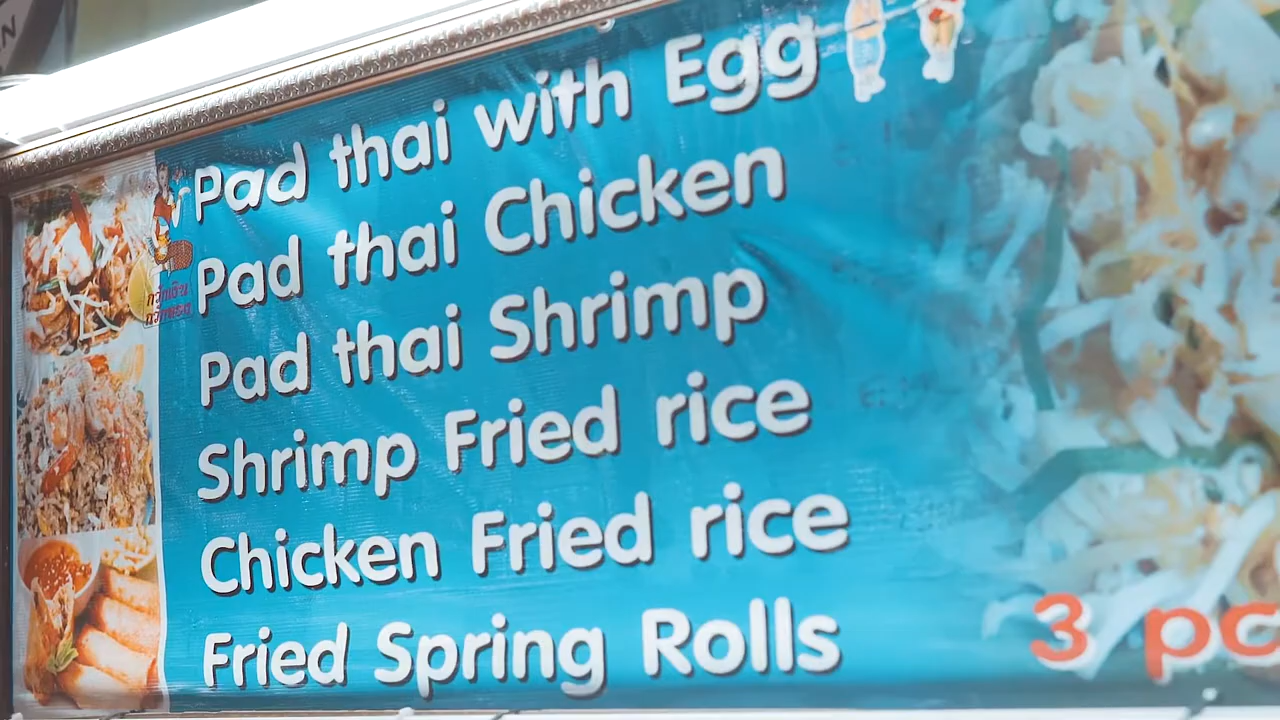 Pad thai with Egg
Pad thai Chicken
Pad thai Shrimp
Shrimp Fried rice
Chicken Fried rice
Fried Spring Rolls
3 pc